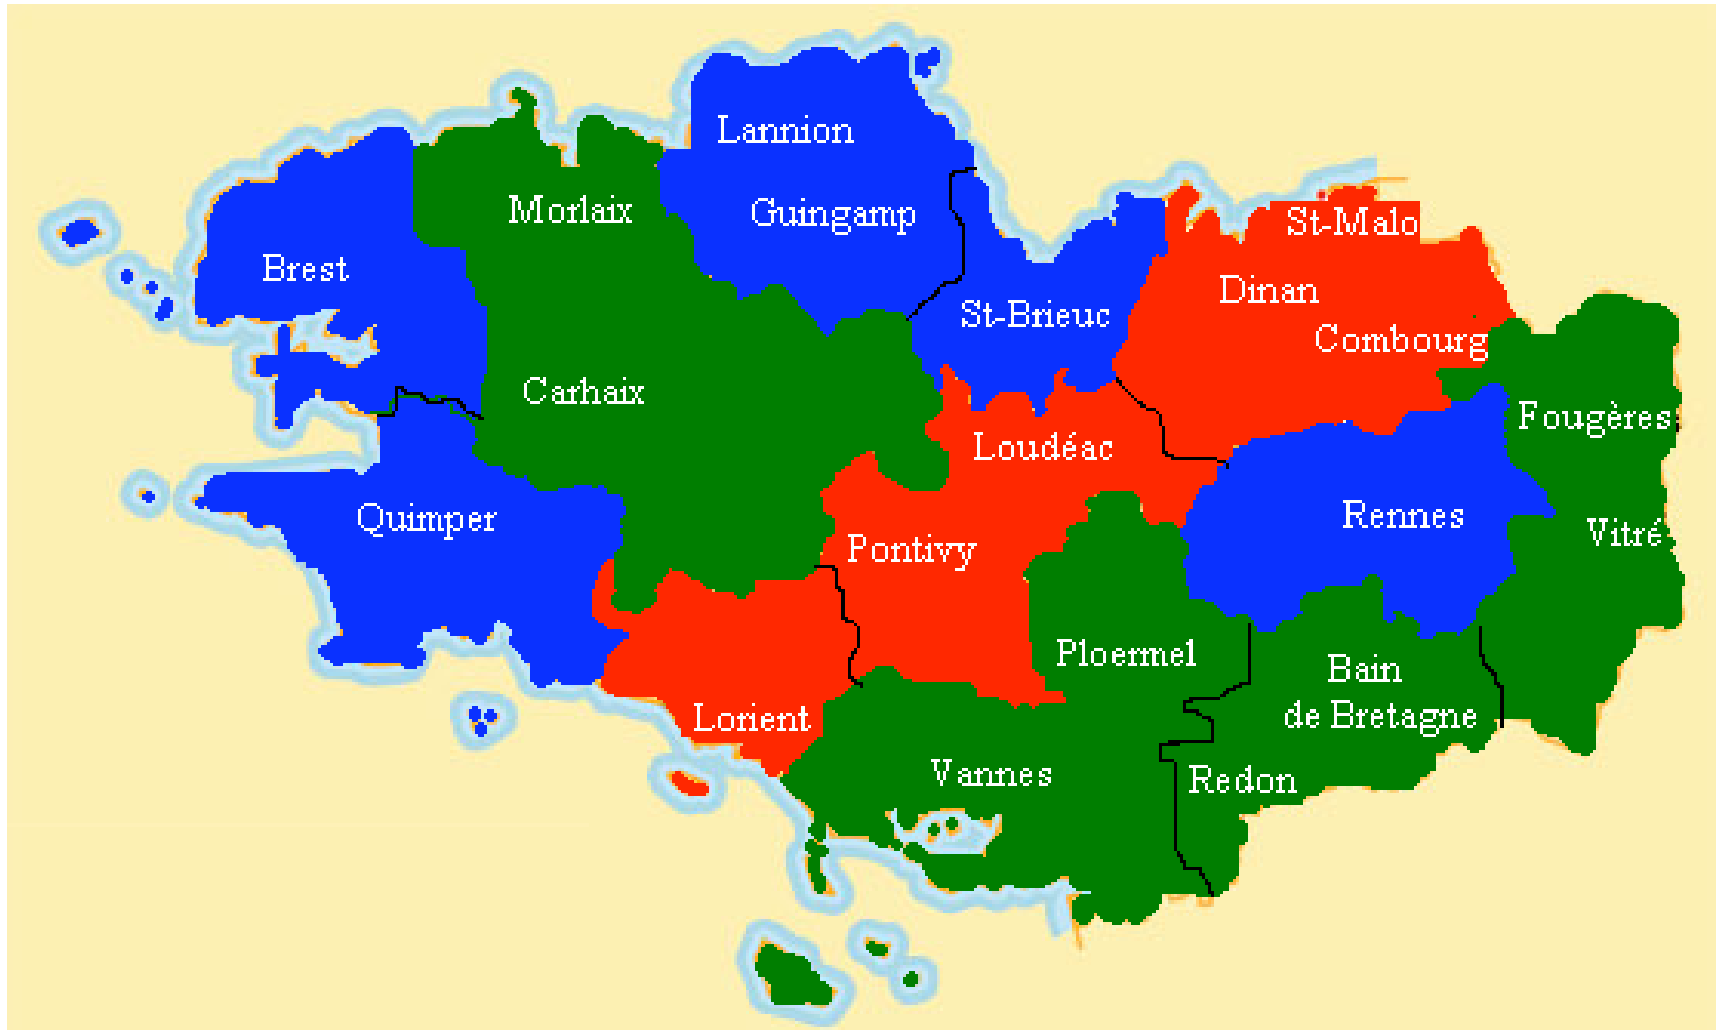 Lannion
Morlaix
Guingamp
St-Malo
Brest
Dinan
St-Brieuc
Combourg
Carhaix
Fougères
Loudéac
Quimper
Rennes
Vitré
Pontivy
Ploermel
Bain
de Bretagne
Lorient
Vannes
Redon